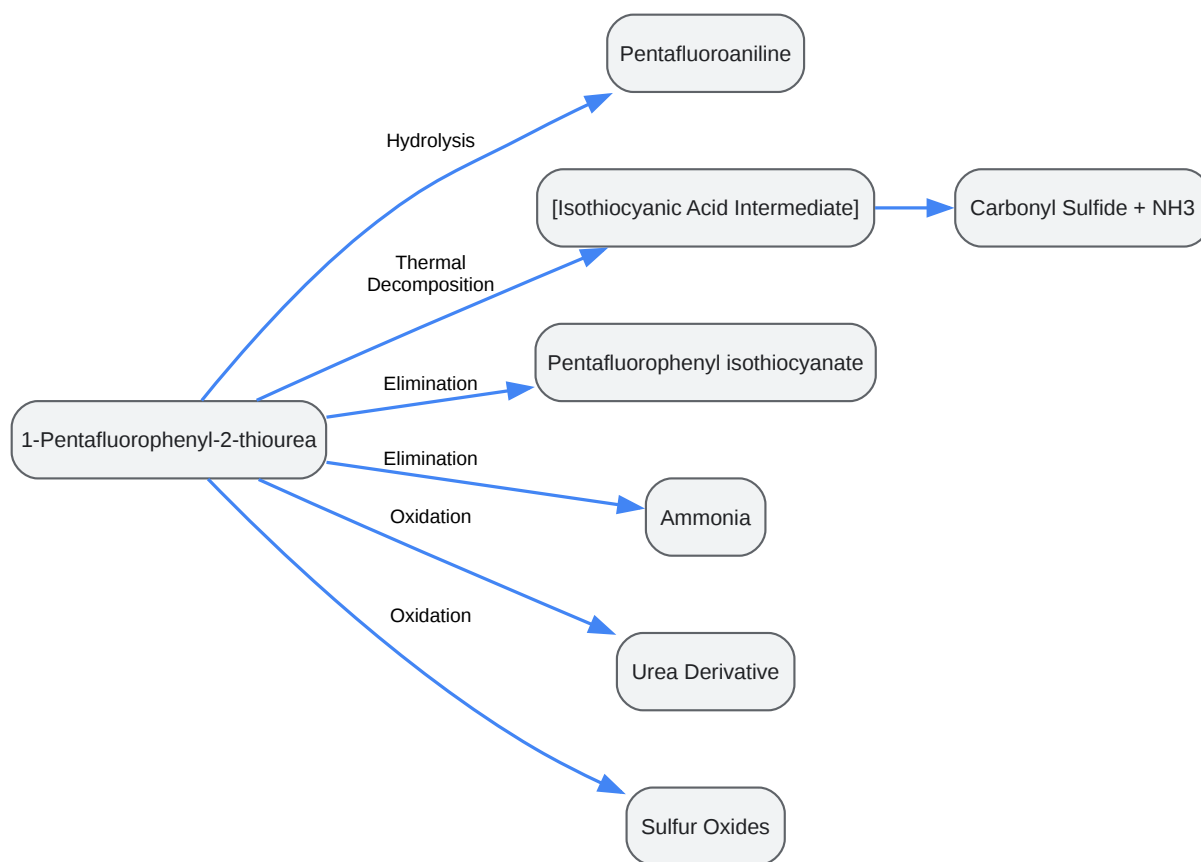 Pentafluoroaniline
Hydrolysis
[Isothiocyanic Acid Intermediate]
Carbonyl Sulfide + NH3
Thermal
Decomposition
Pentafluorophenyl isothiocyanate
Elimination
1-Pentafluorophenyl-2-thiourea
Elimination
Ammonia
Oxidation
Oxidation
Urea Derivative
Sulfur Oxides